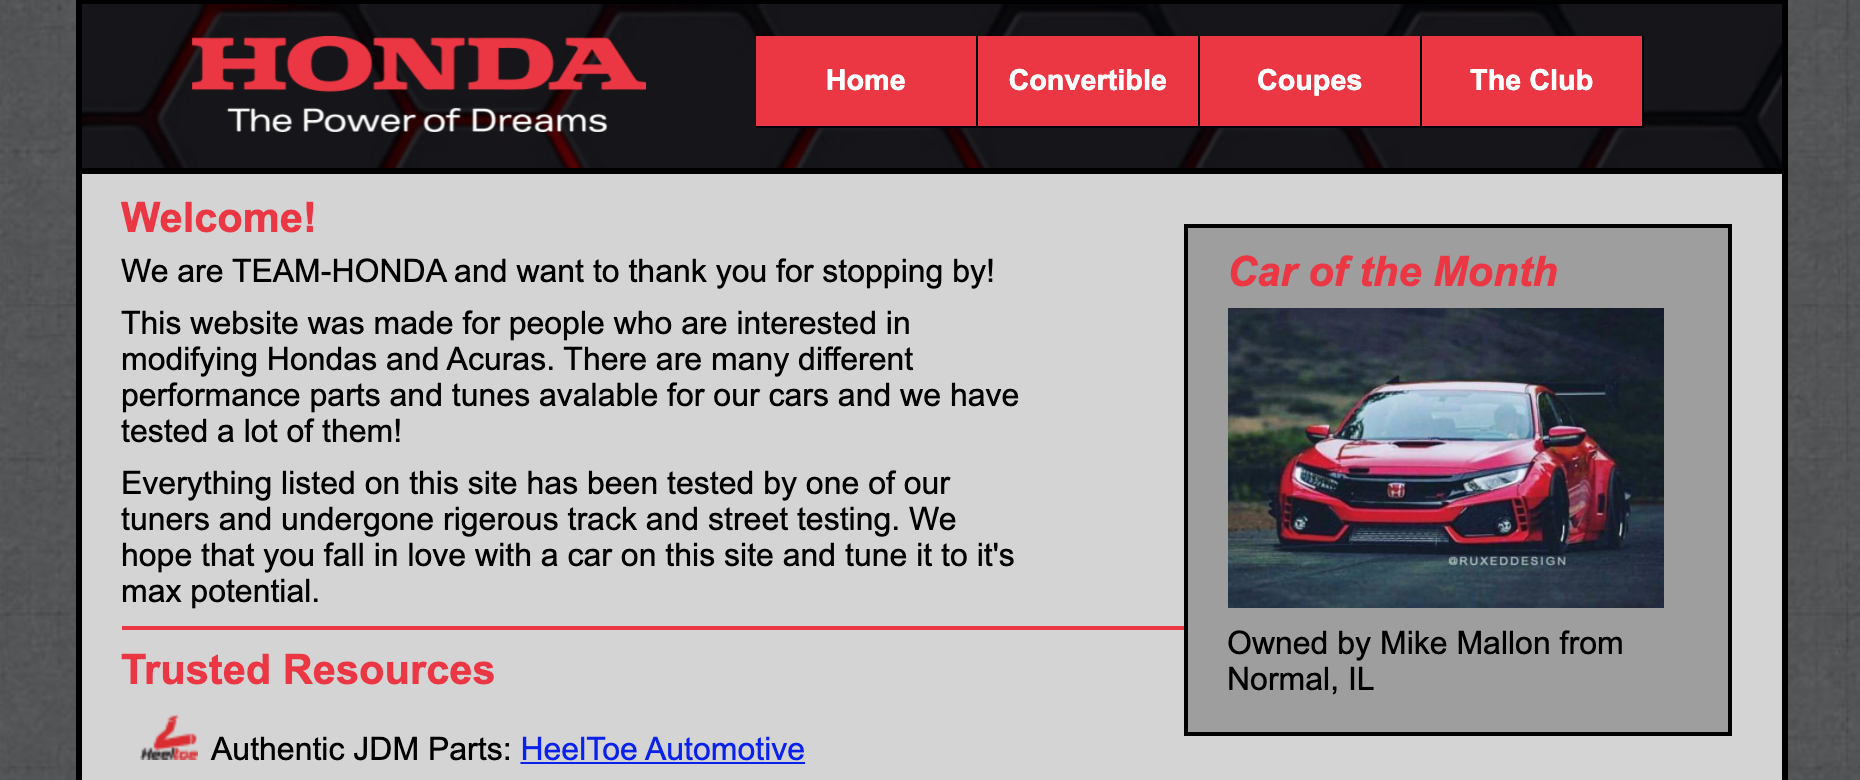 HONDA
The Power of Dreams
Home
Convertible
Coupes
The Club
Welcome!
We are TEAM-HONDA and want to thank you for stopping by!
This website was made for people who are interested in
modifying Hondas and Acuras. There are many different
performance parts and tunes avalable for our cars and we have
tested a lot of them!
Everything listed on this site has been tested by one of our
tuners and undergone rigerous track and street testing. We
hope that you fall in love with a car on this site and tune it to it's
max potential.
Trusted Resources
Heeltoe
Authentic JDM Parts: HeelToe Automotive
Car of the Month
@RUXEDDESIGN
Owned by Mike Mallon from
Normal, IL